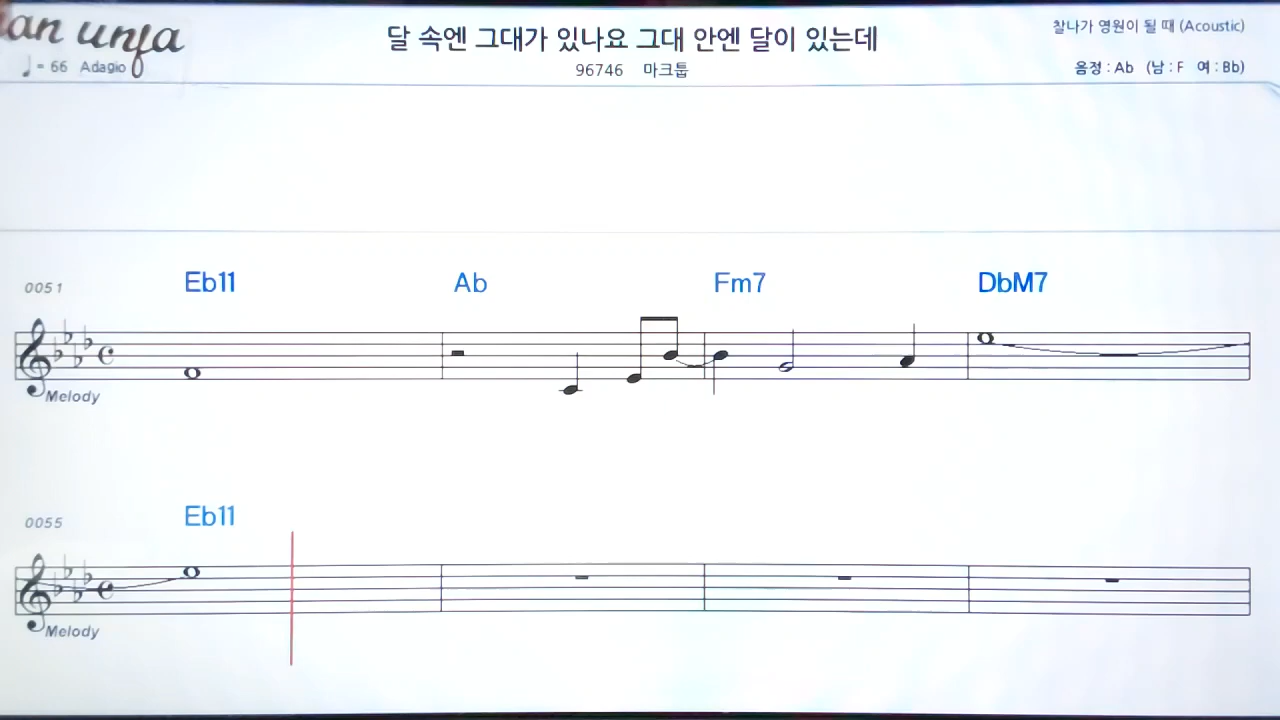 an unfa
♩= 66 Adagio
달 속엔 그대가 있나요 그대 안엔 달이 있는데
96746 마크툽
찰나가 영원이 될 때 (Acoustic)
음정 : Ab (남 : F 여 : Bb)
0051
Eb11 Ab Fm7 DbM7
Melody
0055
Eb11
Melody